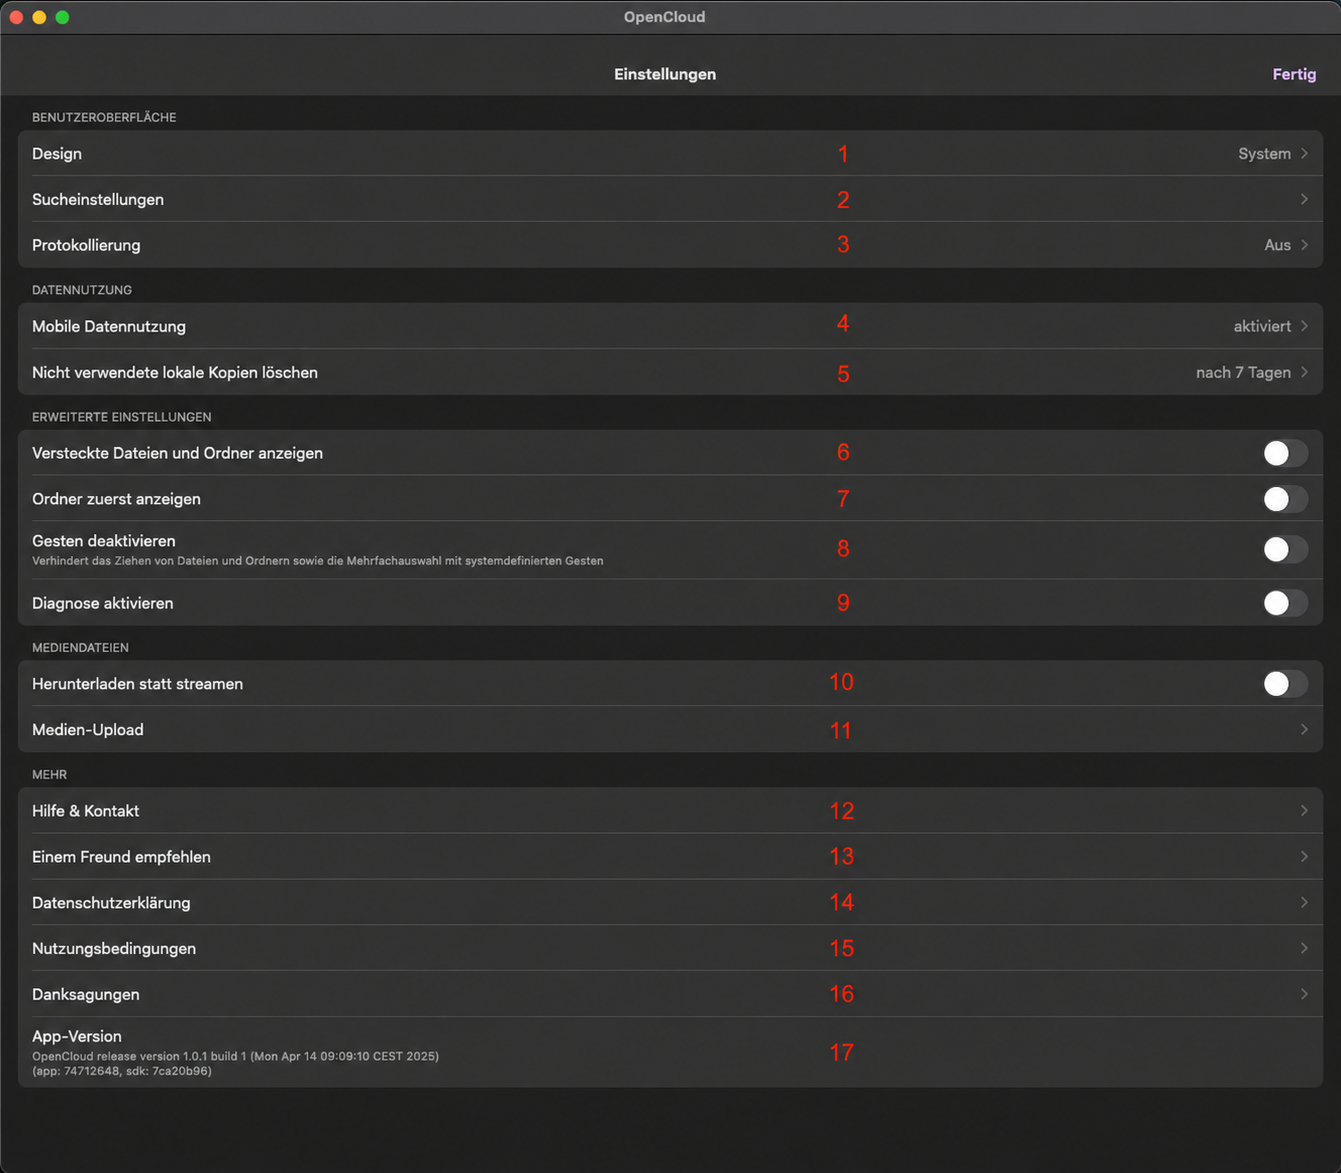 OpenCloud
Einstellungen
Fertig
BENUTZEROBERFLÄCHE
Design 1 System
Sucheinstellungen 2
Protokollierung 3 Aus
DATENNUTZUNG
Mobile Datennutzung 4 aktiviert
Nicht verwendete lokale Kopien löschen 5 nach 7 Tagen
ERWEITERTE EINSTELLUNGEN
Versteckte Dateien und Ordner anzeigen 6
Ordner zuerst anzeigen 7
Gesten deaktivieren 8
Verhindert das Ziehen von Dateien und Ordnern sowie die Mehrfachauswahl mit systemdefinierten Gesten
Diagnose aktivieren 9
MEDIENDATEIEN
Herunterladen statt streamen 10
Medien-Upload 11
MEHR
Hilfe & Kontakt 12
Einem Freund empfehlen 13
Datenschutzerklärung 14
Nutzungsbedingungen 15
Danksagungen 16
App-Version 17
OpenCloud release version 1.0.1 build 1 (Mon Apr 14 09:09:10 CEST 2025)
(app: 74712648, sdk: 7ca20b96)